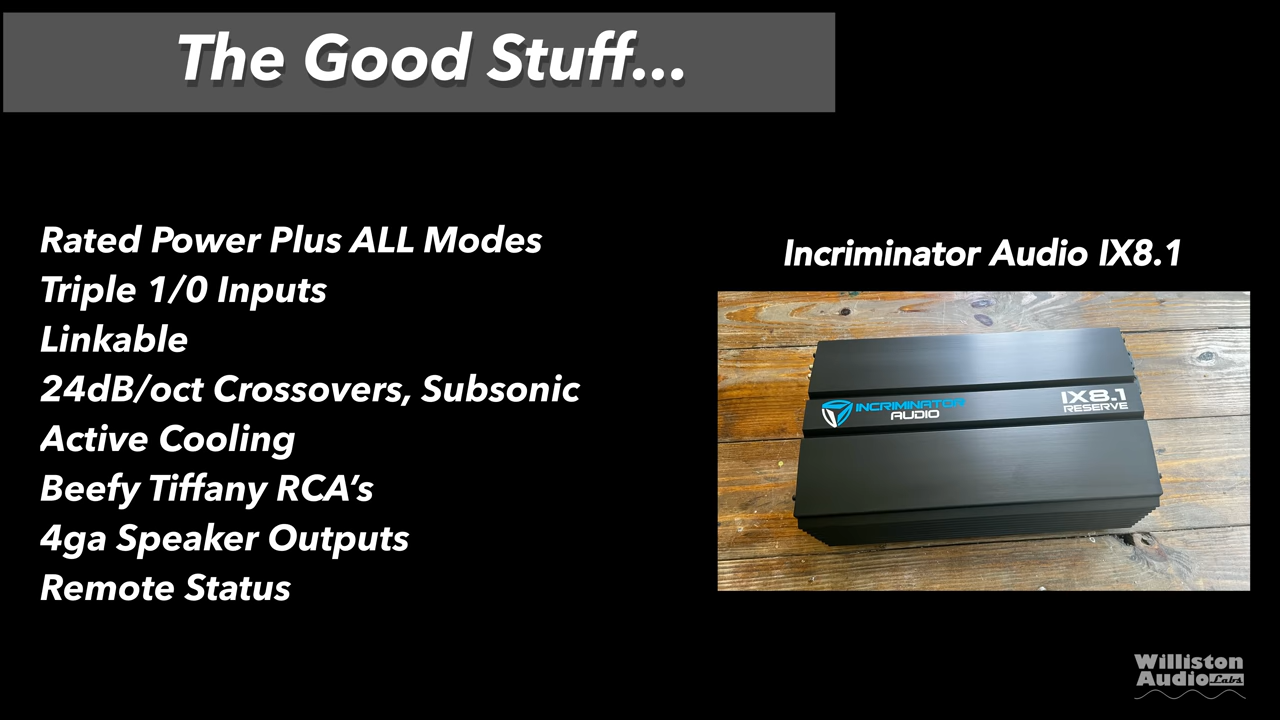 The Good Stuff...
Rated Power Plus ALL Modes
Triple 1/0 Inputs
Linkable
24dB/oct Crossovers, Subsonic
Active Cooling
Beefy Tiffany RCA‘s
4ga Speaker Outputs
Remote Status
Incriminator Audio IX8.1
INCRIMINATOR
AUDIO
IX8.1
RESERVE
Williston
Audio Labs